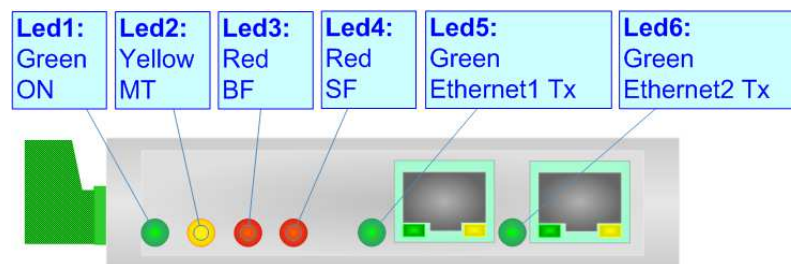 Led1:
Green
ON
Led2:
Yellow
MT
Led3:
Red
BF
Led4:
Red
SF
Led5:
Green
Ethernet1 Tx
Led6:
Green
Ethernet2 Tx